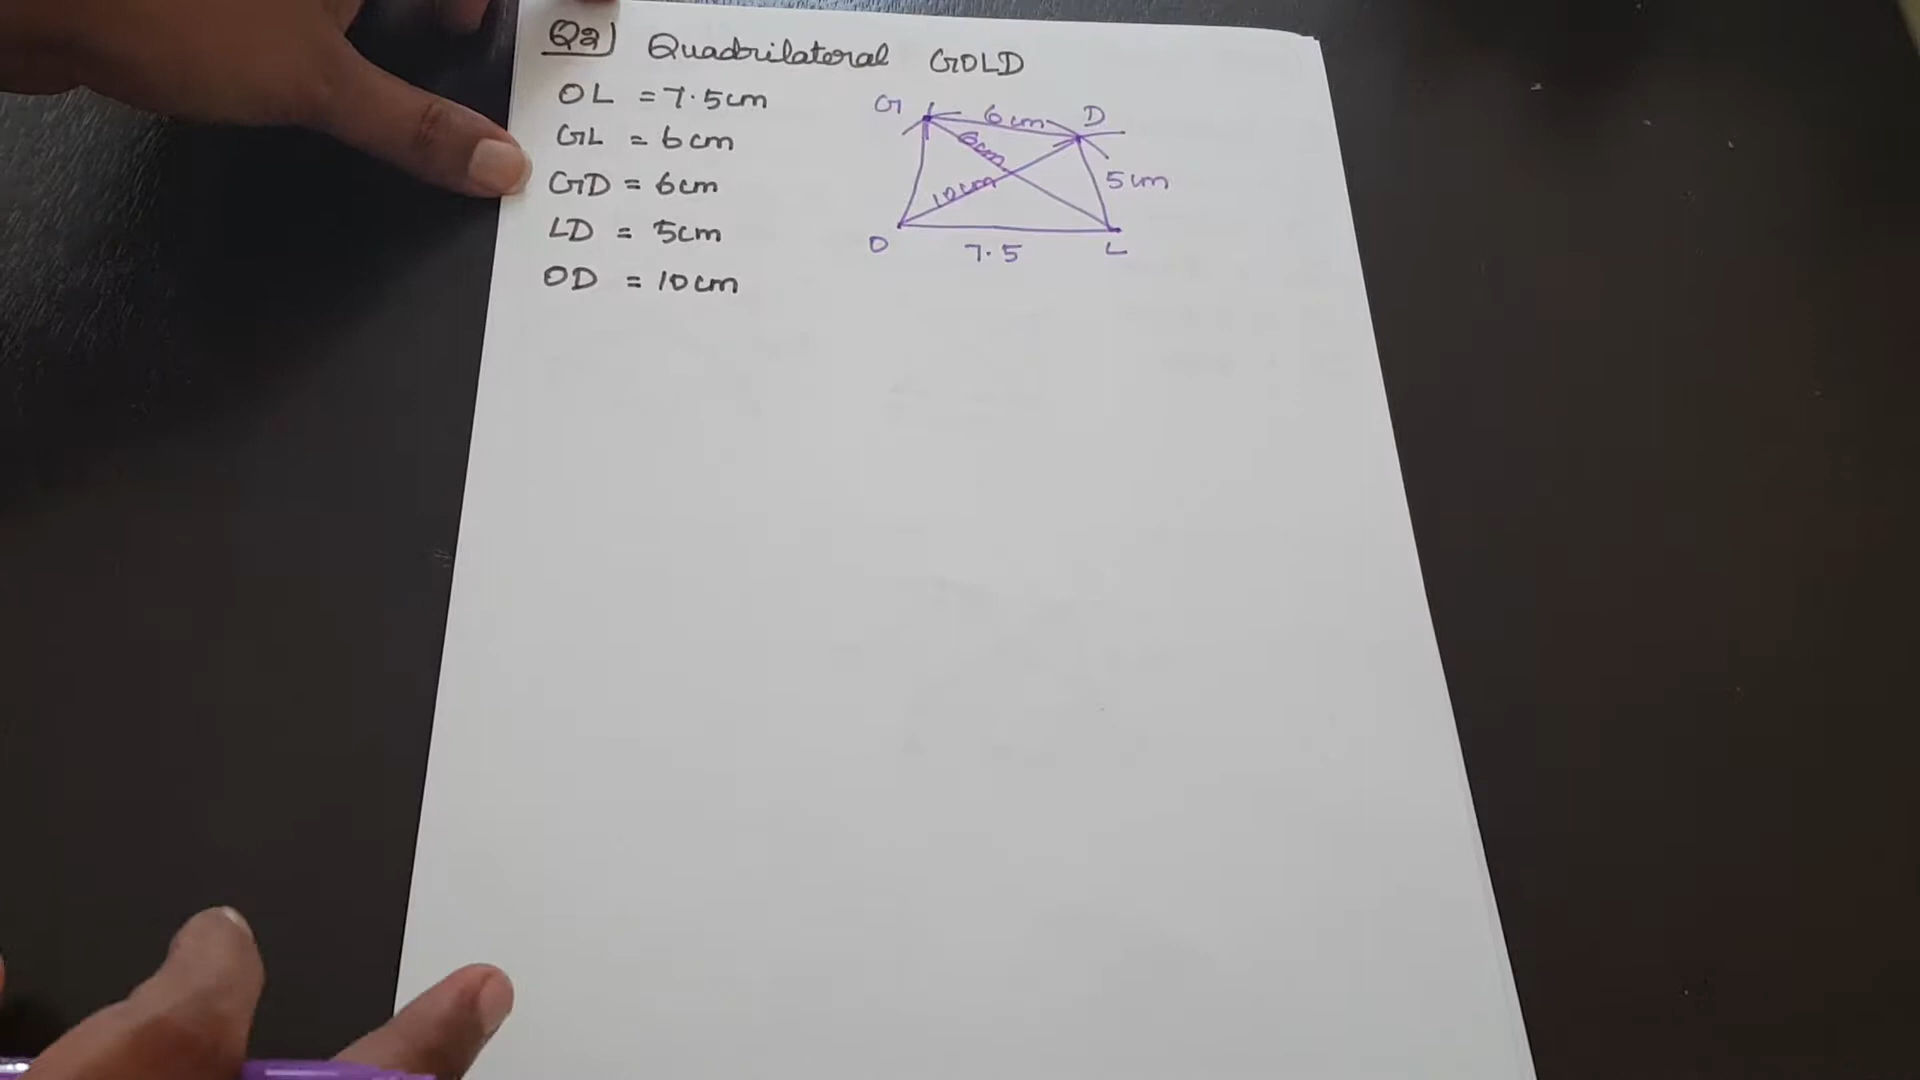 Q2) Quadrilateral GOLD
OL = 7.5cm
GL = 6cm
GD = 6cm
LD = 5cm
OD = 10cm
G 6cm D
6cm
10cm 5cm
O 7.5 L